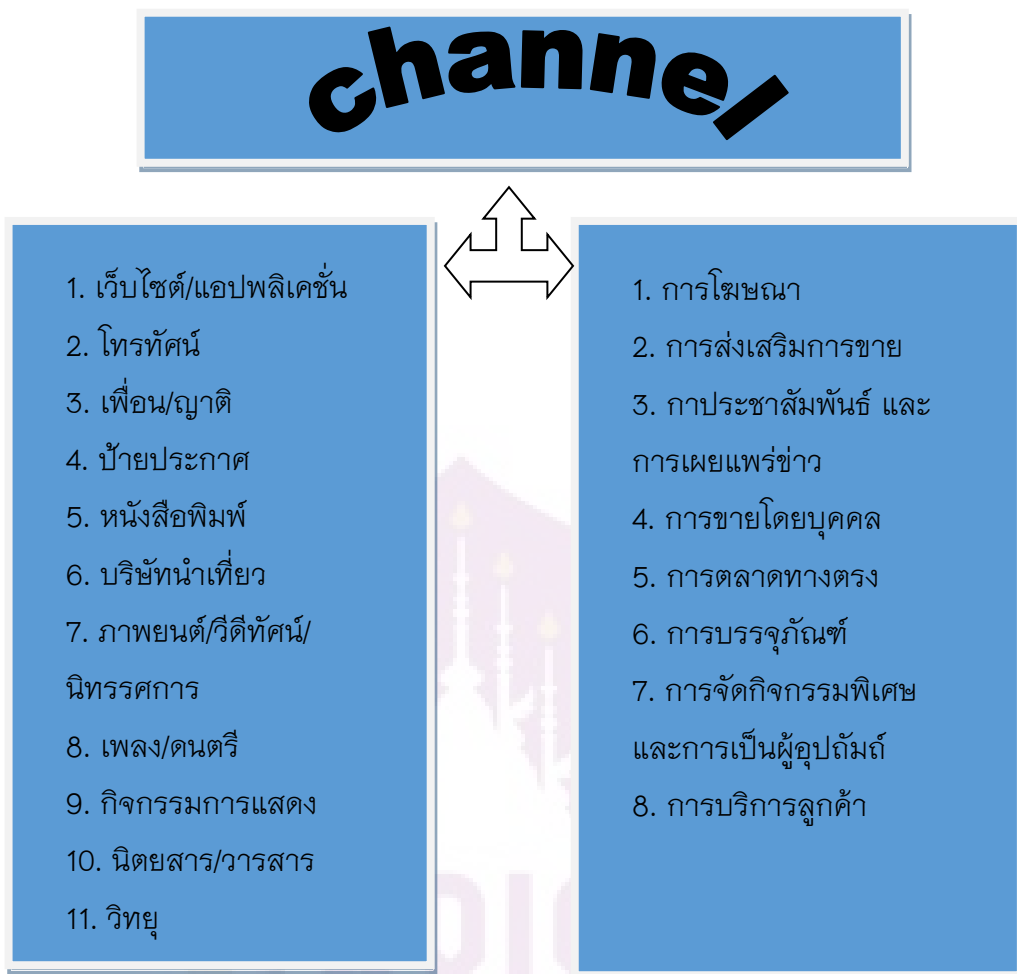 channel
1. เว็บไซต์/แอปพลิเคชั่น
2. โทรทัศน์
3. เพื่อน/ญาติ
4. ป้ายประกาศ
5. หนังสือพิมพ์
6. บริษัทนำเที่ยว
7. ภาพยนต์/วีดีทัศน์/
นิทรรศการ
8. เพลง/ดนตรี
9. กิจกรรมการแสดง
10. นิตยสาร/วารสาร
11. วิทยุ
1. การโฆษณา
2. การส่งเสริมการขาย
3. กาประชาสัมพันธ์ และ
การเผยแพร่ข่าว
4. การขายโดยบุคคล
5. การตลาดทางตรง
6. การบรรจุภัณฑ์
7. การจัดกิจกรรมพิเศษ
และการเป็นผู้อุปถัมถ์
8. การบริการลูกค้า